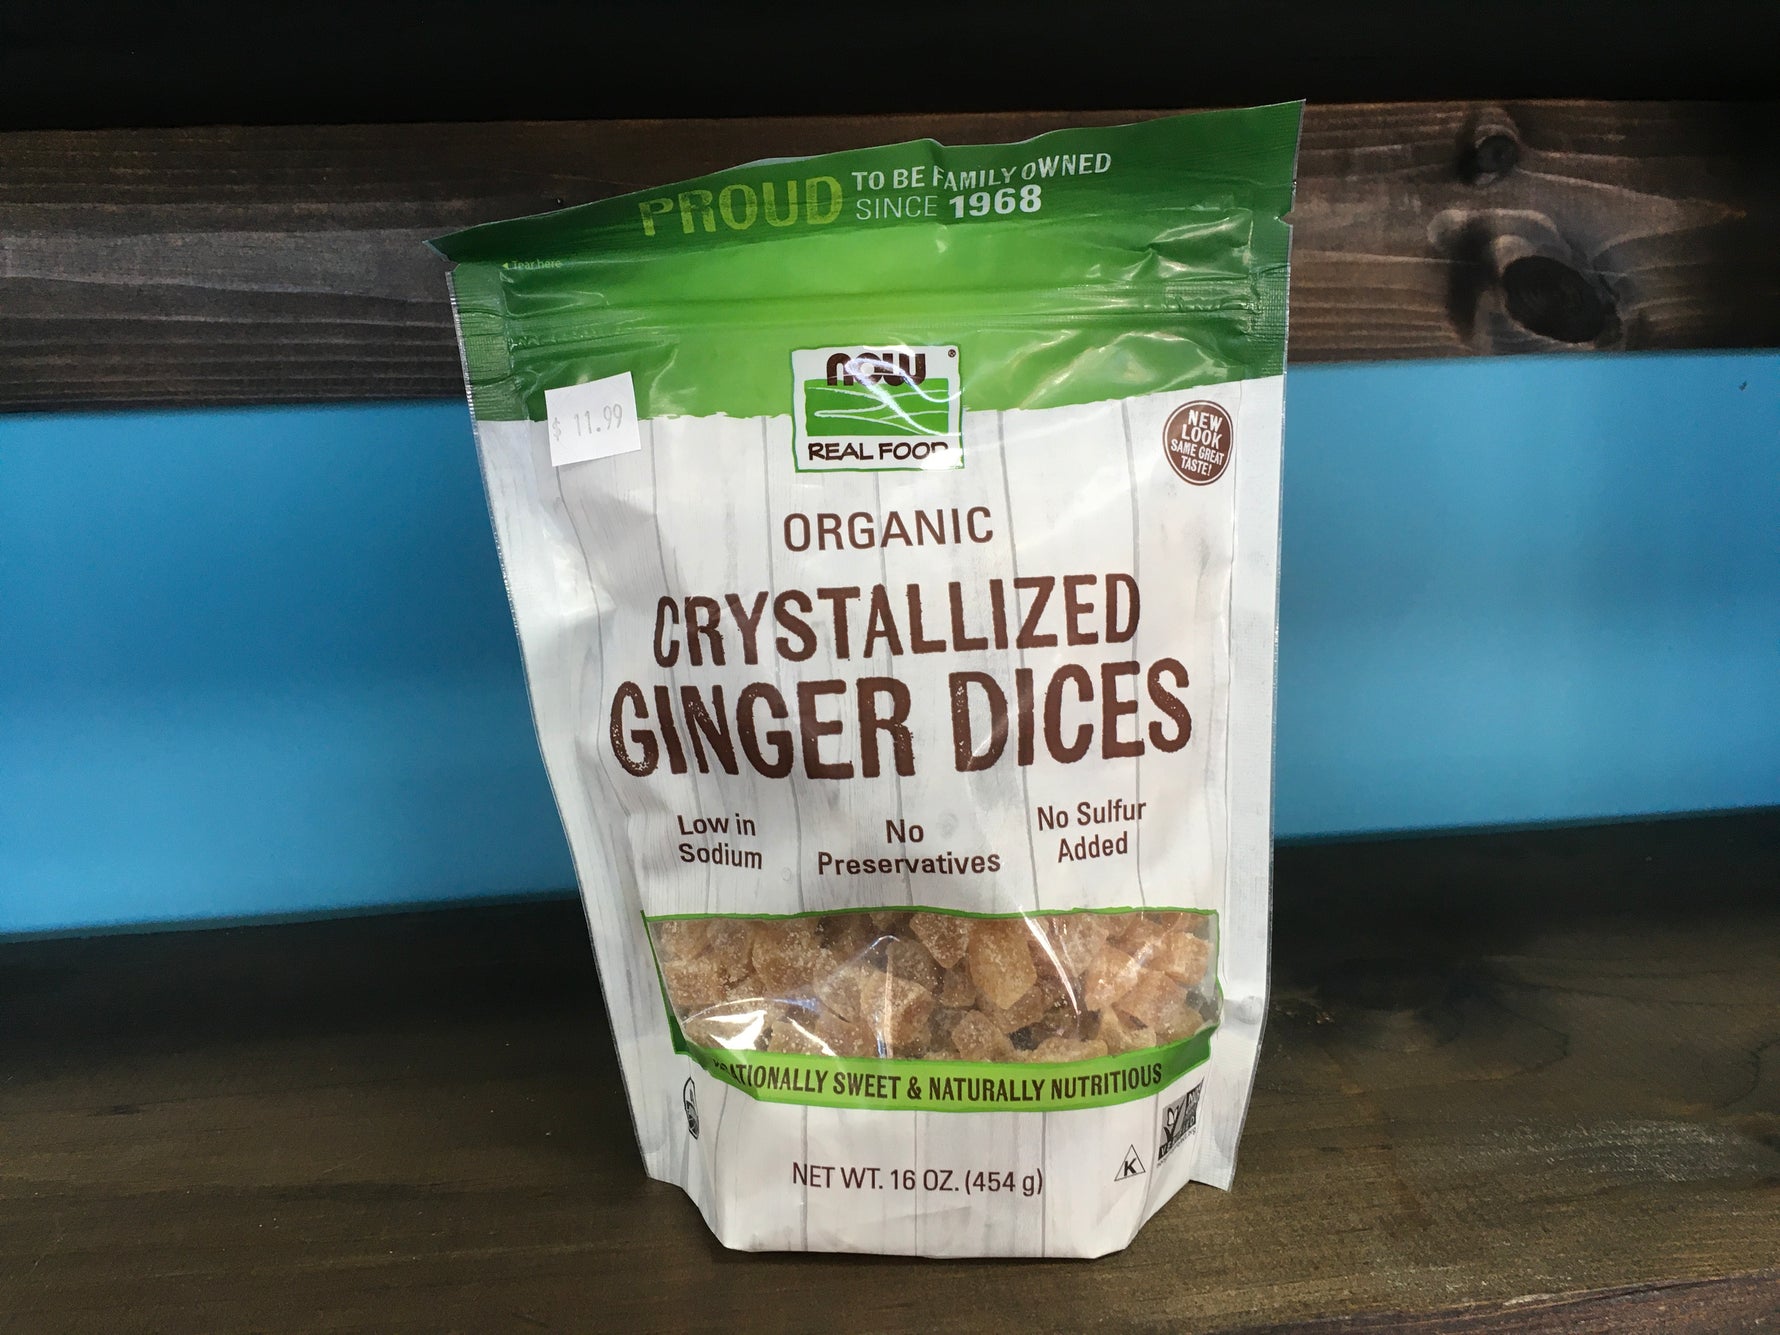 PROUD TO BE FAMILY OWNED
SINCE 1968
Tear here
$ 11.99
NOW
REAL FOOD
NEW
LOOK
SAME GREAT
TASTE!
ORGANIC
CRYSTALLIZED
GINGER DICES
Low in
Sodium
No
Preservatives
No Sulfur
Added
SWEET & NATURALLY NUTRITIOUS
K
NET WT. 16 OZ. (454 g)